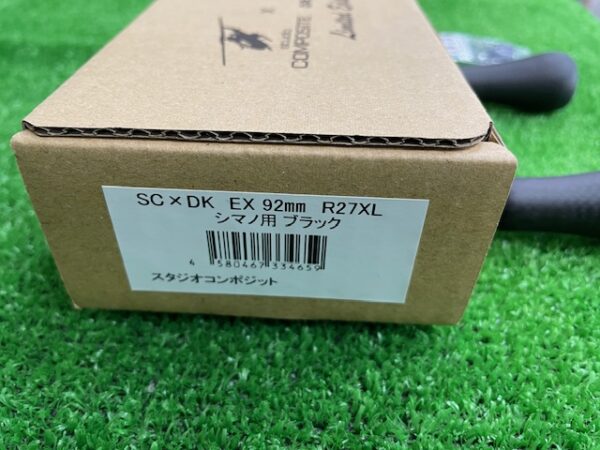 ×
COMPOSITE
Limited
SC×DK EX 92mm R27XL
シマノ用 ブラック
4 580467 334659
スタジオコンポジット